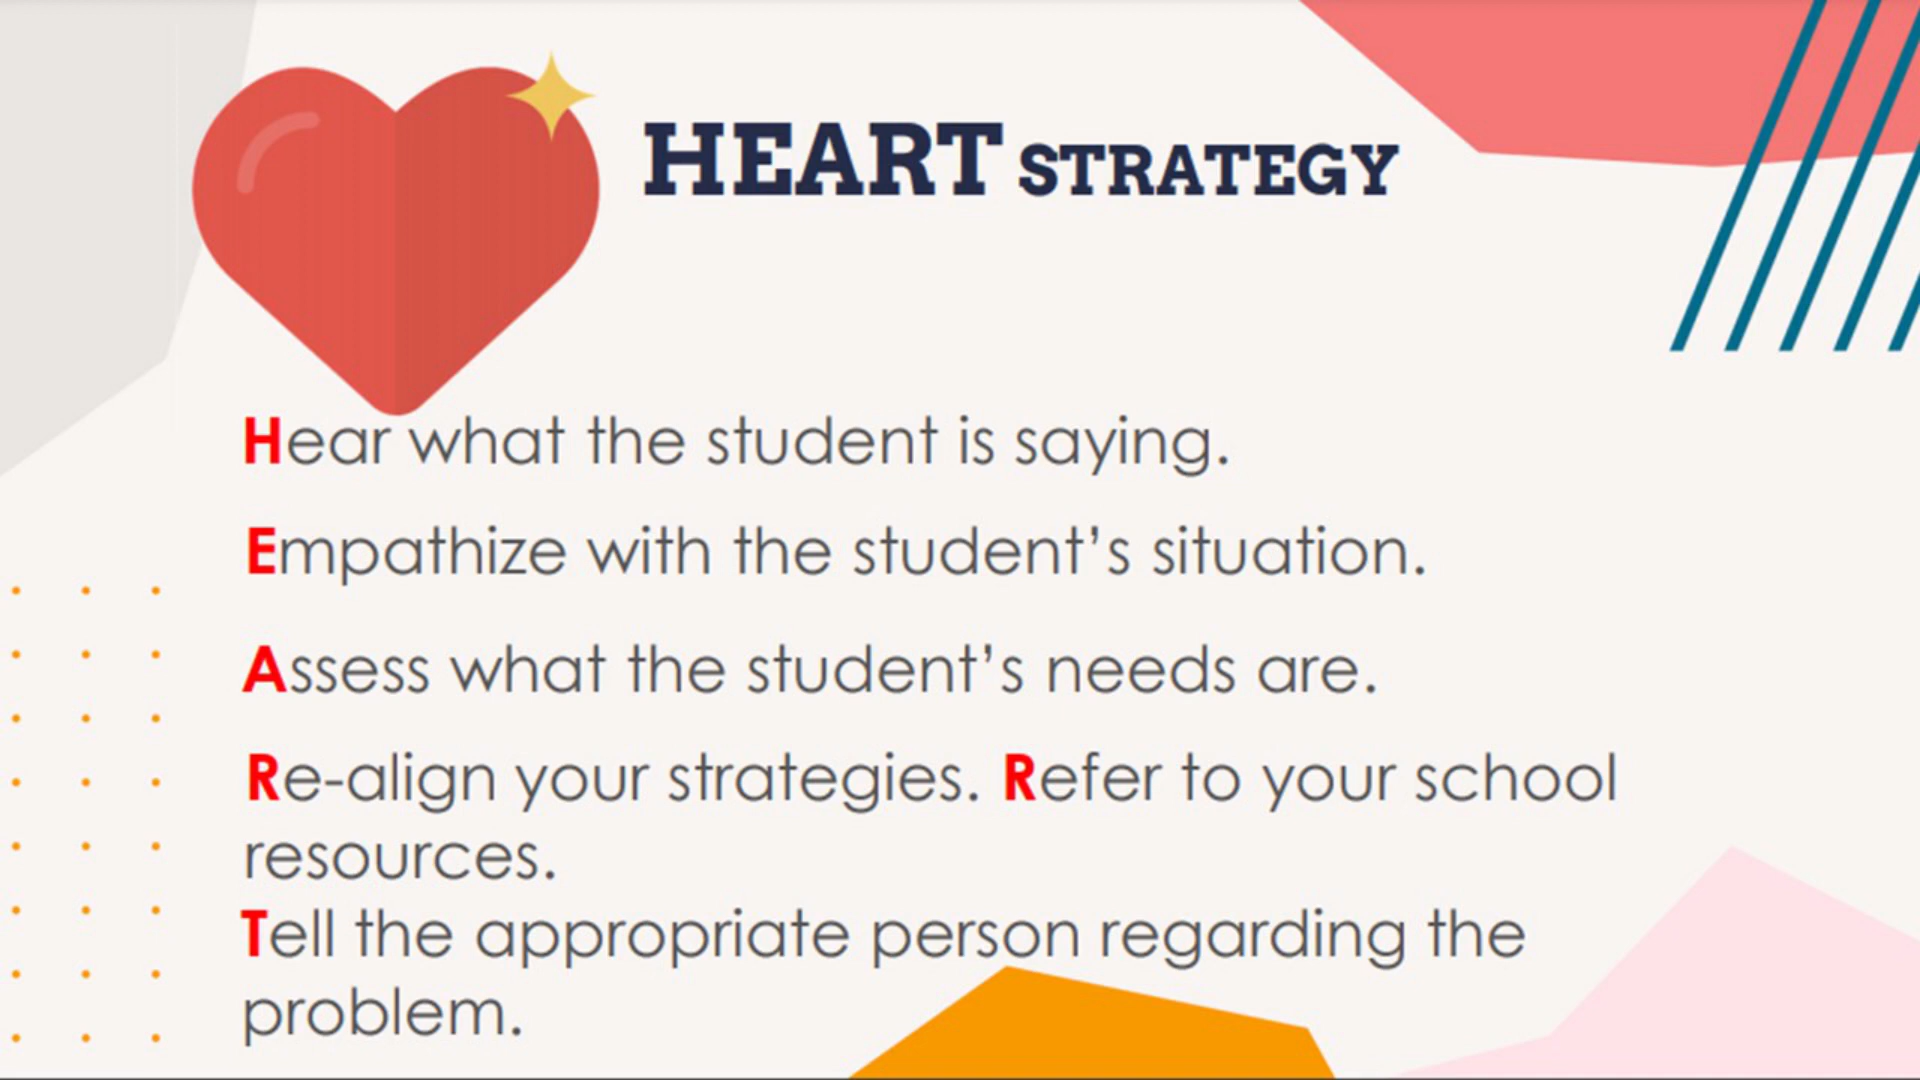 HEART STRATEGY
Hear what the student is saying.
Empathize with the student’s situation.
Assess what the student’s needs are.
Re-align your strategies. Refer to your school
resources.
Tell the appropriate person regarding the
problem.